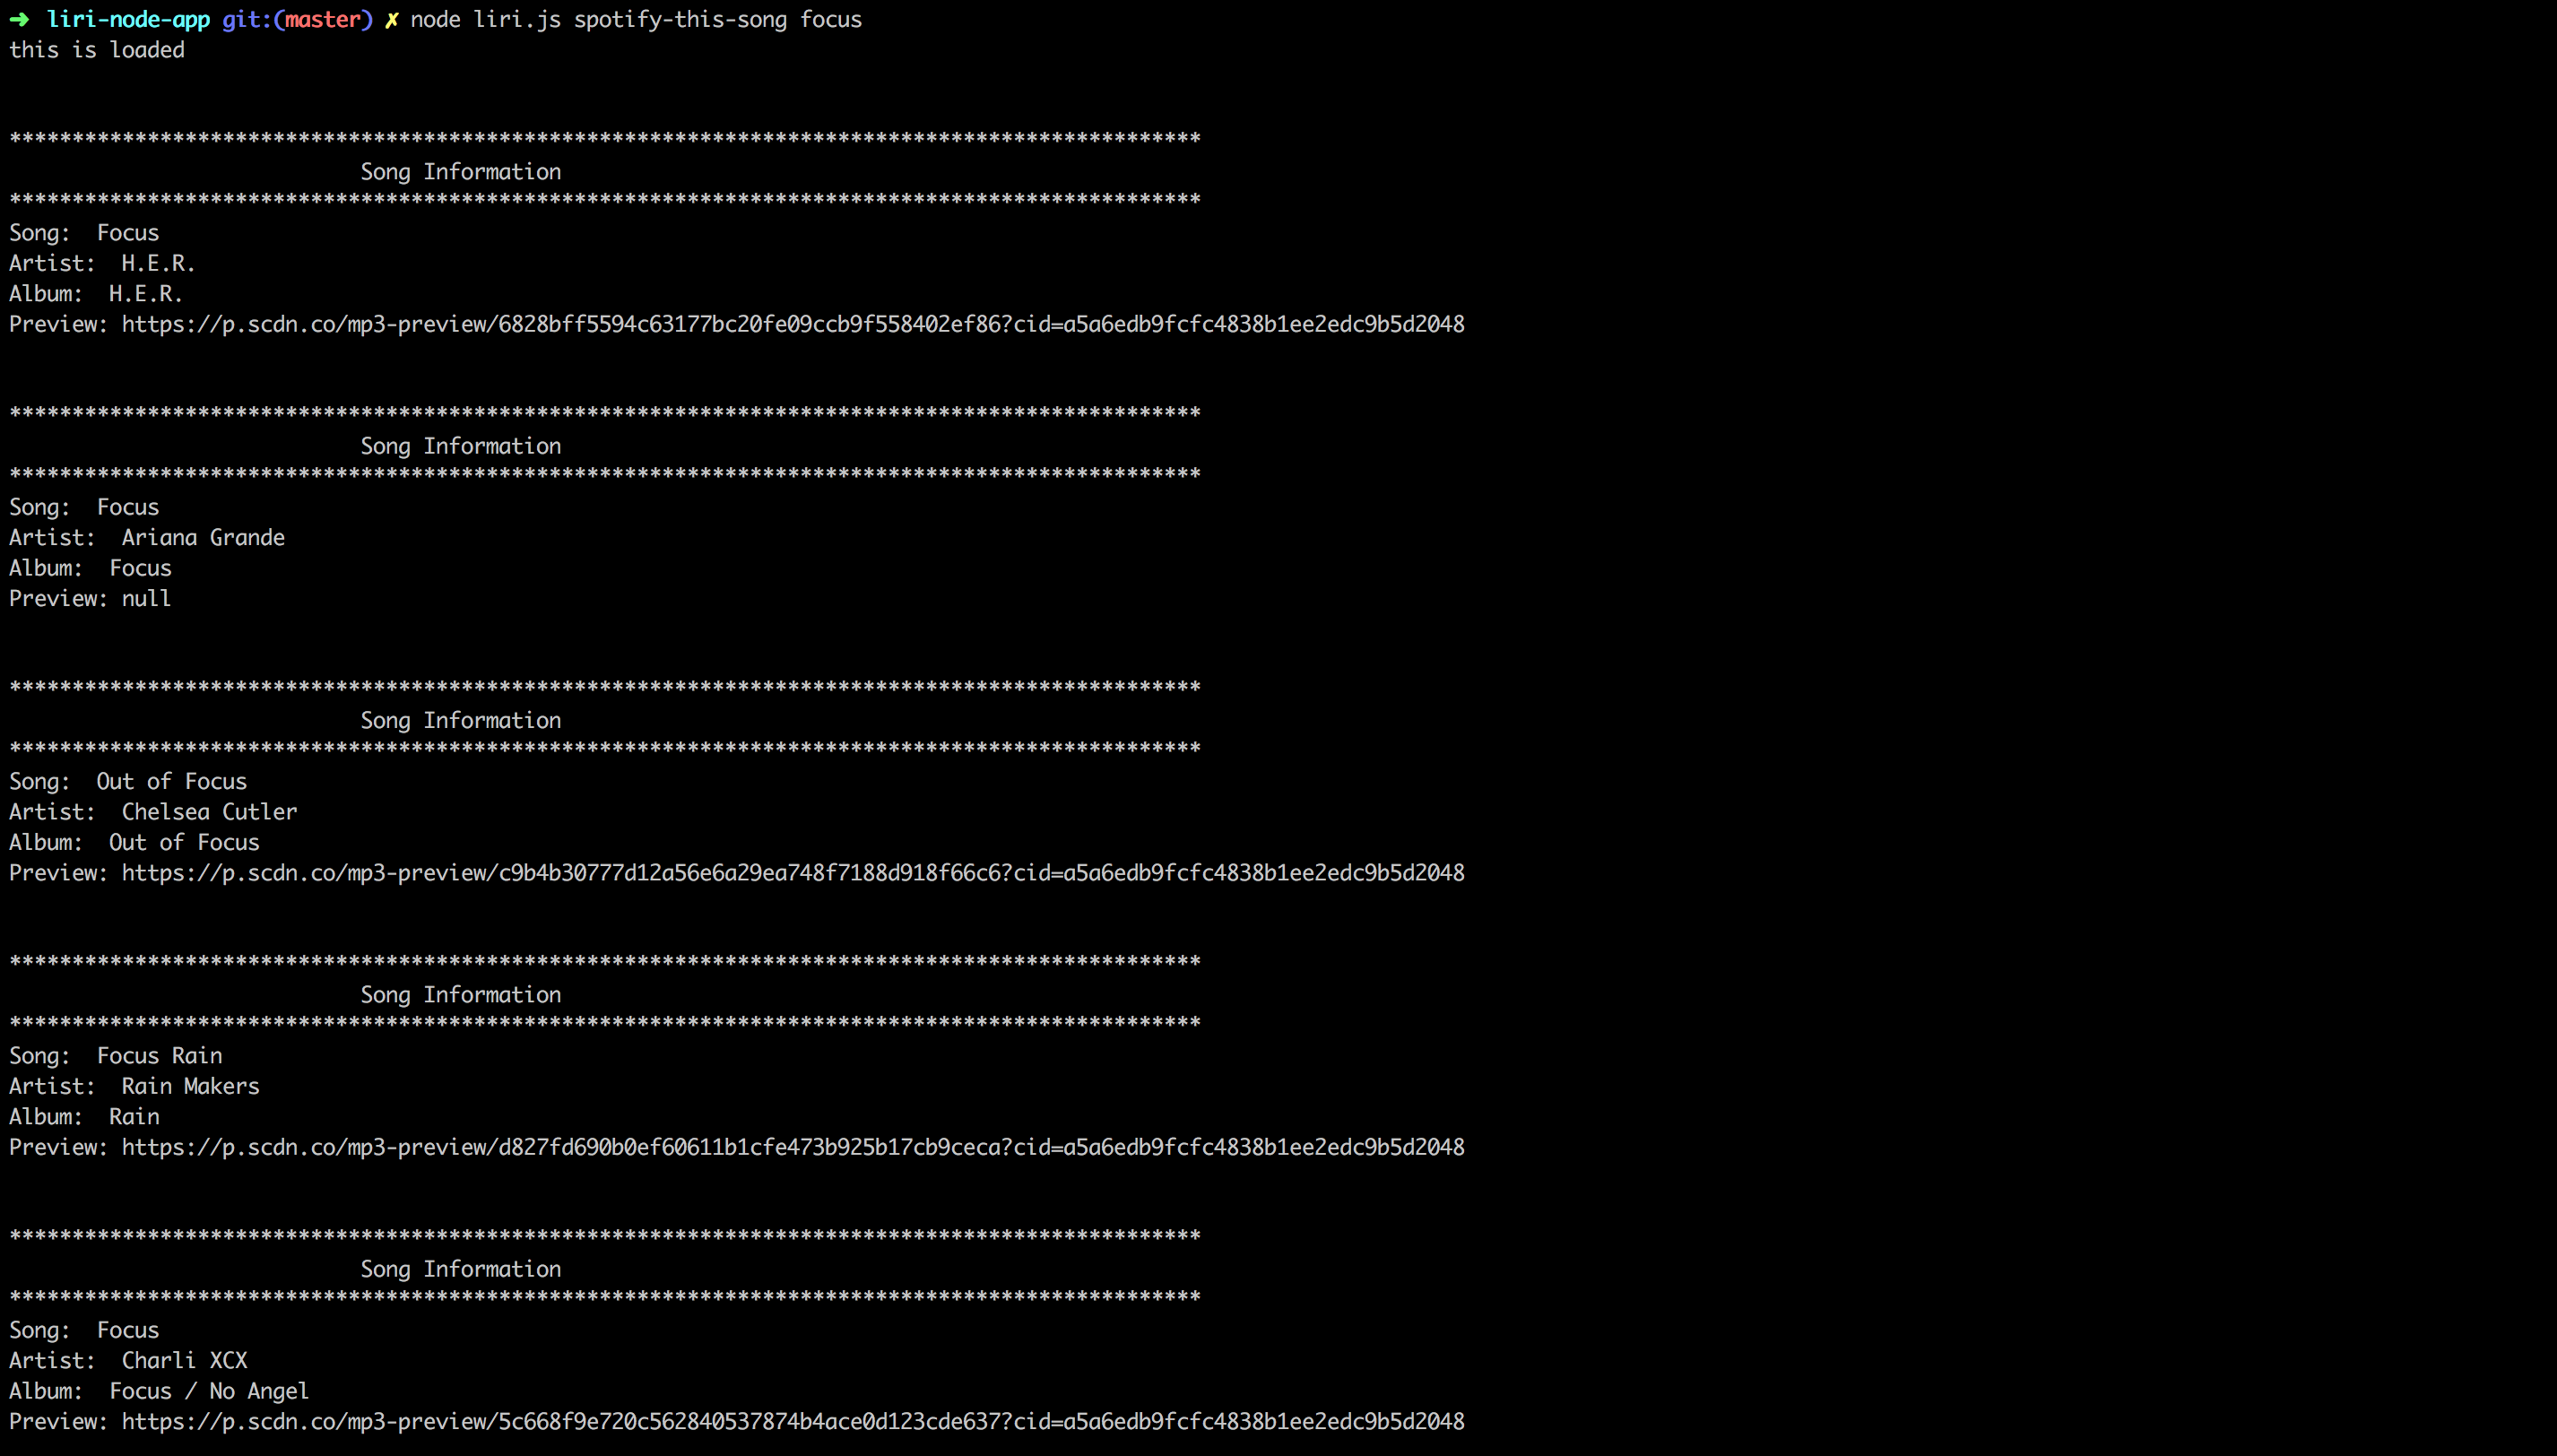 ➜ liri-node-app git:(master) ✗ node liri.js spotify-this-song focus
this is loaded
***********************************************************************************************
Song Information
***********************************************************************************************
Song:  Focus
Artist:  H.E.R.
Album:  H.E.R.
Preview: https://p.scdn.co/mp3-preview/6828bff5594c63177bc20fe09ccb9f558402ef86?cid=a5a6edb9fcfc4838b1ee2edc9b5d2048
***********************************************************************************************
Song Information
***********************************************************************************************
Song:  Focus
Artist:  Ariana Grande
Album:  Focus
Preview: null
***********************************************************************************************
Song Information
***********************************************************************************************
Song:  Out of Focus
Artist:  Chelsea Cutler
Album:  Out of Focus
Preview: https://p.scdn.co/mp3-preview/c9b4b30777d12a56e6a29ea748f7188d918f66c6?cid=a5a6edb9fcfc4838b1ee2edc9b5d2048
***********************************************************************************************
Song Information
***********************************************************************************************
Song:  Focus Rain
Artist:  Rain Makers
Album:  Rain
Preview: https://p.scdn.co/mp3-preview/d827fd690b0ef60611b1cfe473b925b17cb9ceca?cid=a5a6edb9fcfc4838b1ee2edc9b5d2048
***********************************************************************************************
Song Information
***********************************************************************************************
Song:  Focus
Artist:  Charli XCX
Album:  Focus / No Angel
Preview: https://p.scdn.co/mp3-preview/5c668f9e720c562840537874b4ace0d123cde637?cid=a5a6edb9fcfc4838b1ee2edc9b5d2048